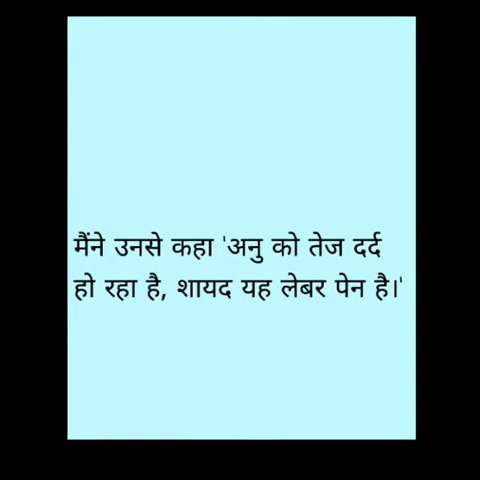 मैंने उनसे कहा 'अनु को तेज दर्द
हो रहा है, शायद यह लेबर पेन है।'